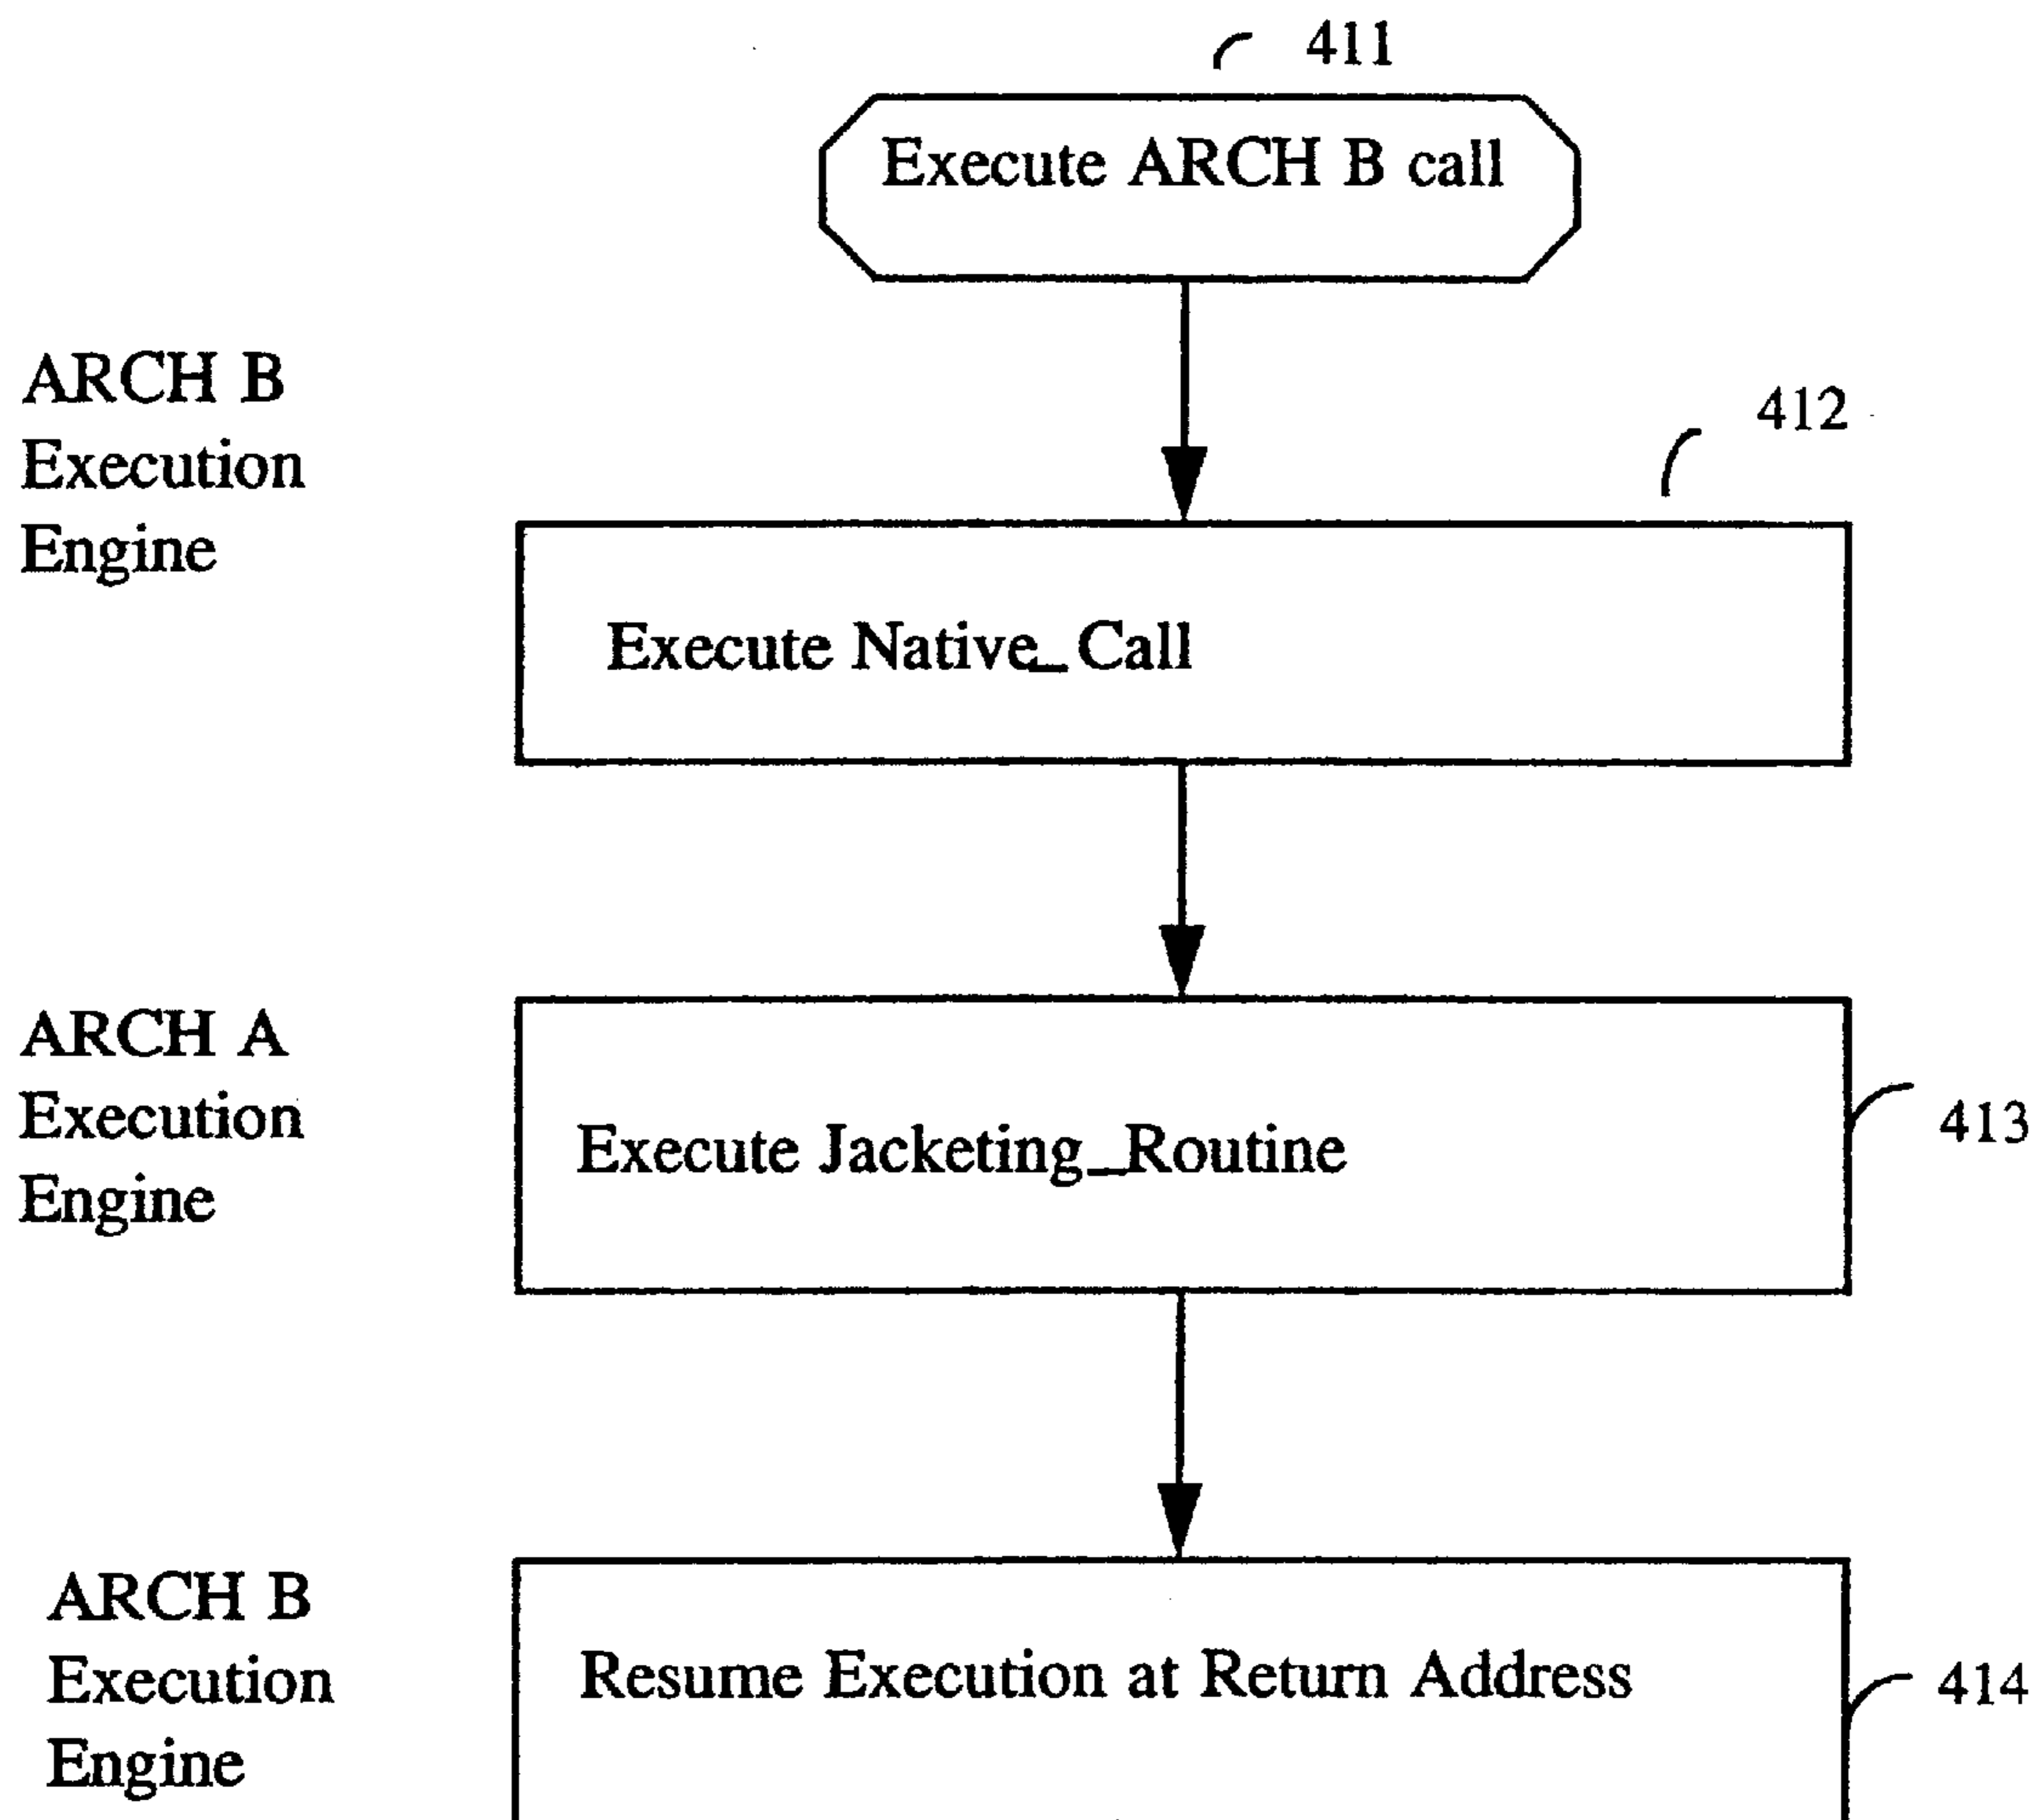 411
Execute ARCH B call
ARCH B
Execution
Engine
412
Execute Native_Call
ARCH A
Execution
Engine
Execute Jacketing_Routine
413
ARCH B
Execution
Engine
Resume Execution at Return Address
414